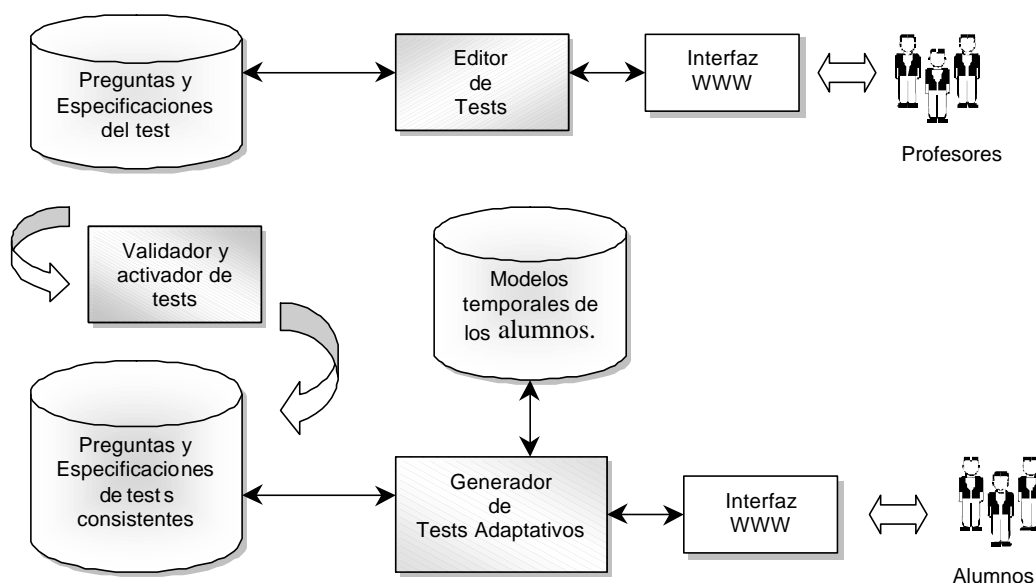 Preguntas y
Especificaciones
del test
Editor
de
Tests
Interfaz
WWW
Profesores
Validador y
activador de
tests
Modelos
temporales de
los alumnos.
Preguntas y
Especificaciones
de tests
consistentes
Generador
de
Tests Adaptativos
Interfaz
WWW
Alumnos